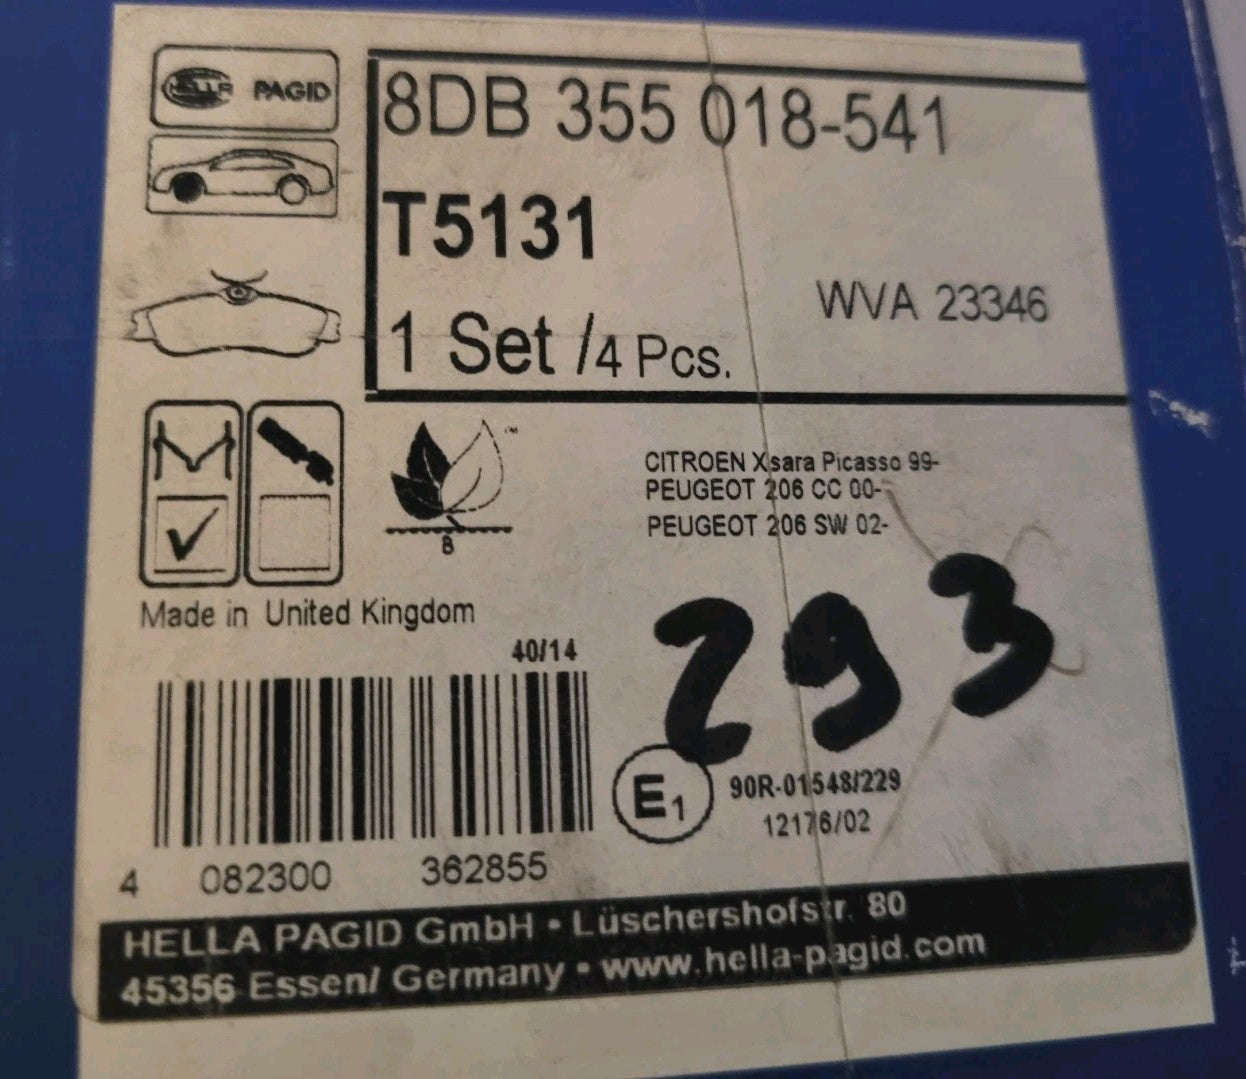 HELLA PAGID
8DB 355 018-541
T5131
WVA 23346
1 Set /4 Pcs.
TM
B
CITROEN Xsara Picasso 99-
PEUGEOT 206 CC 00-
PEUGEOT 206 SW 02-
Made in United Kingdom
40/14
293
E1
90R-01548/229
12176/02
4 082300 362855
HELLA PAGID GmbH • Lüschershofstr. 80
45356 Essen/ Germany • www.hella-pagid.com